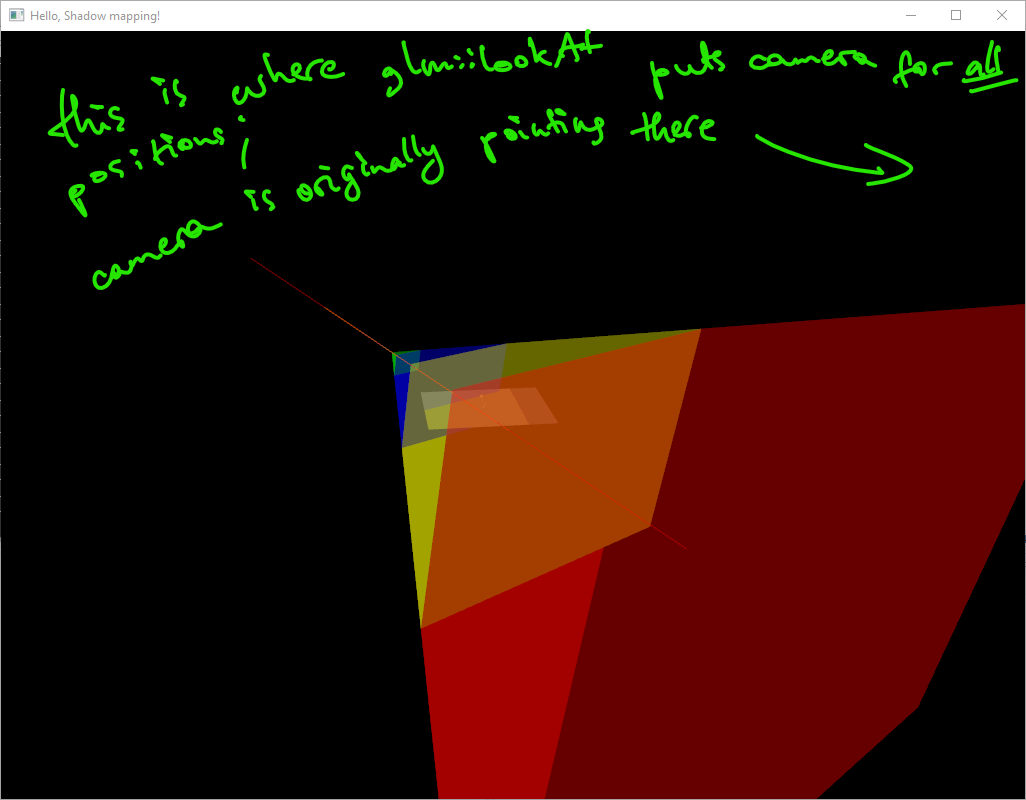 Hello, Shadow mapping!
this is where glm::lookAt puts camera for all
positions;
camera is originally pointing there